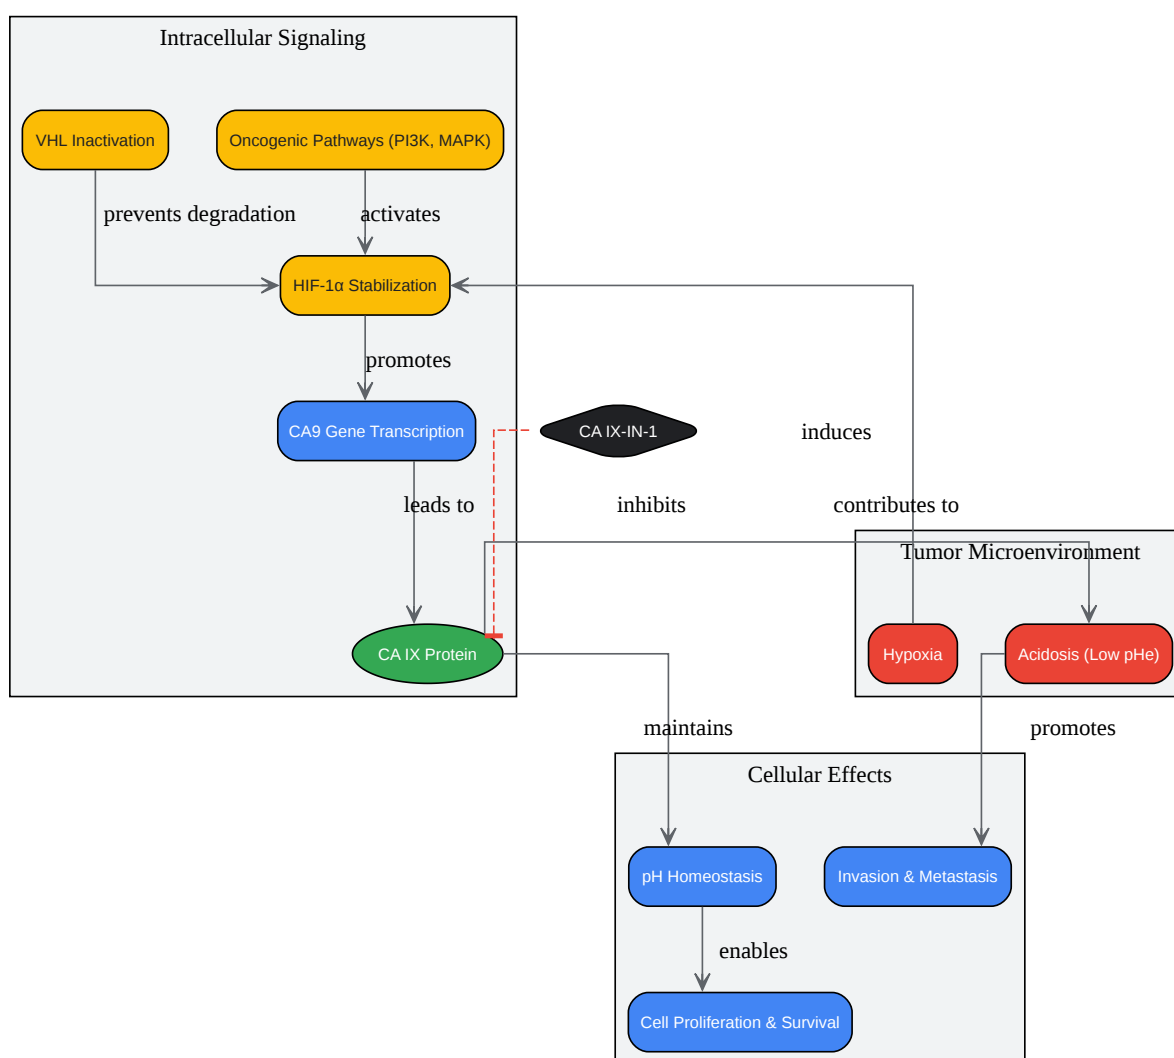 Intracellular Signaling
VHL Inactivation
Oncogenic Pathways (PI3K, MAPK)
prevents degradation
activates
HIF-1α Stabilization
promotes
CA9 Gene Transcription
CA IX-IN-1
induces
leads to
inhibits
contributes to
Tumor Microenvironment
CA IX Protein
Hypoxia
Acidosis (Low pHe)
maintains
promotes
Cellular Effects
pH Homeostasis
Invasion & Metastasis
enables
Cell Proliferation & Survival